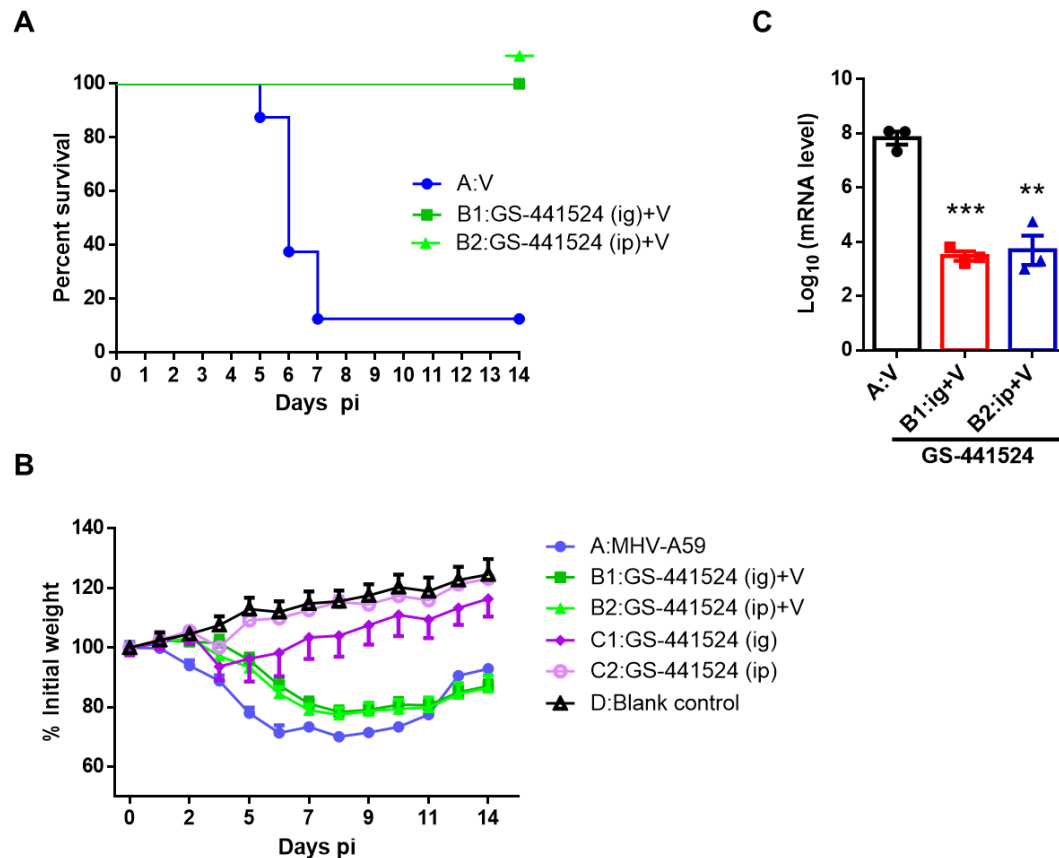 A
Percent survival
100
80
60
40
20
0
0 1 2 3 4 5 6 7 8 9 10 11 12 13 14
Days pi
A:V
B1:GS-441524 (ig)+V
B2:GS-441524 (ip)+V
C
Log10 (mRNA level)
10
8
6
4
2
0
***
**
A:V
B1:ig+V
B2:ip+V
GS-441524
B
% Initial weight
140
120
100
80
60
0 2 5 7 9 11 14
Days pi
A:MHV-A59
B1:GS-441524 (ig)+V
B2:GS-441524 (ip)+V
C1:GS-441524 (ig)
C2:GS-441524 (ip)
D:Blank control